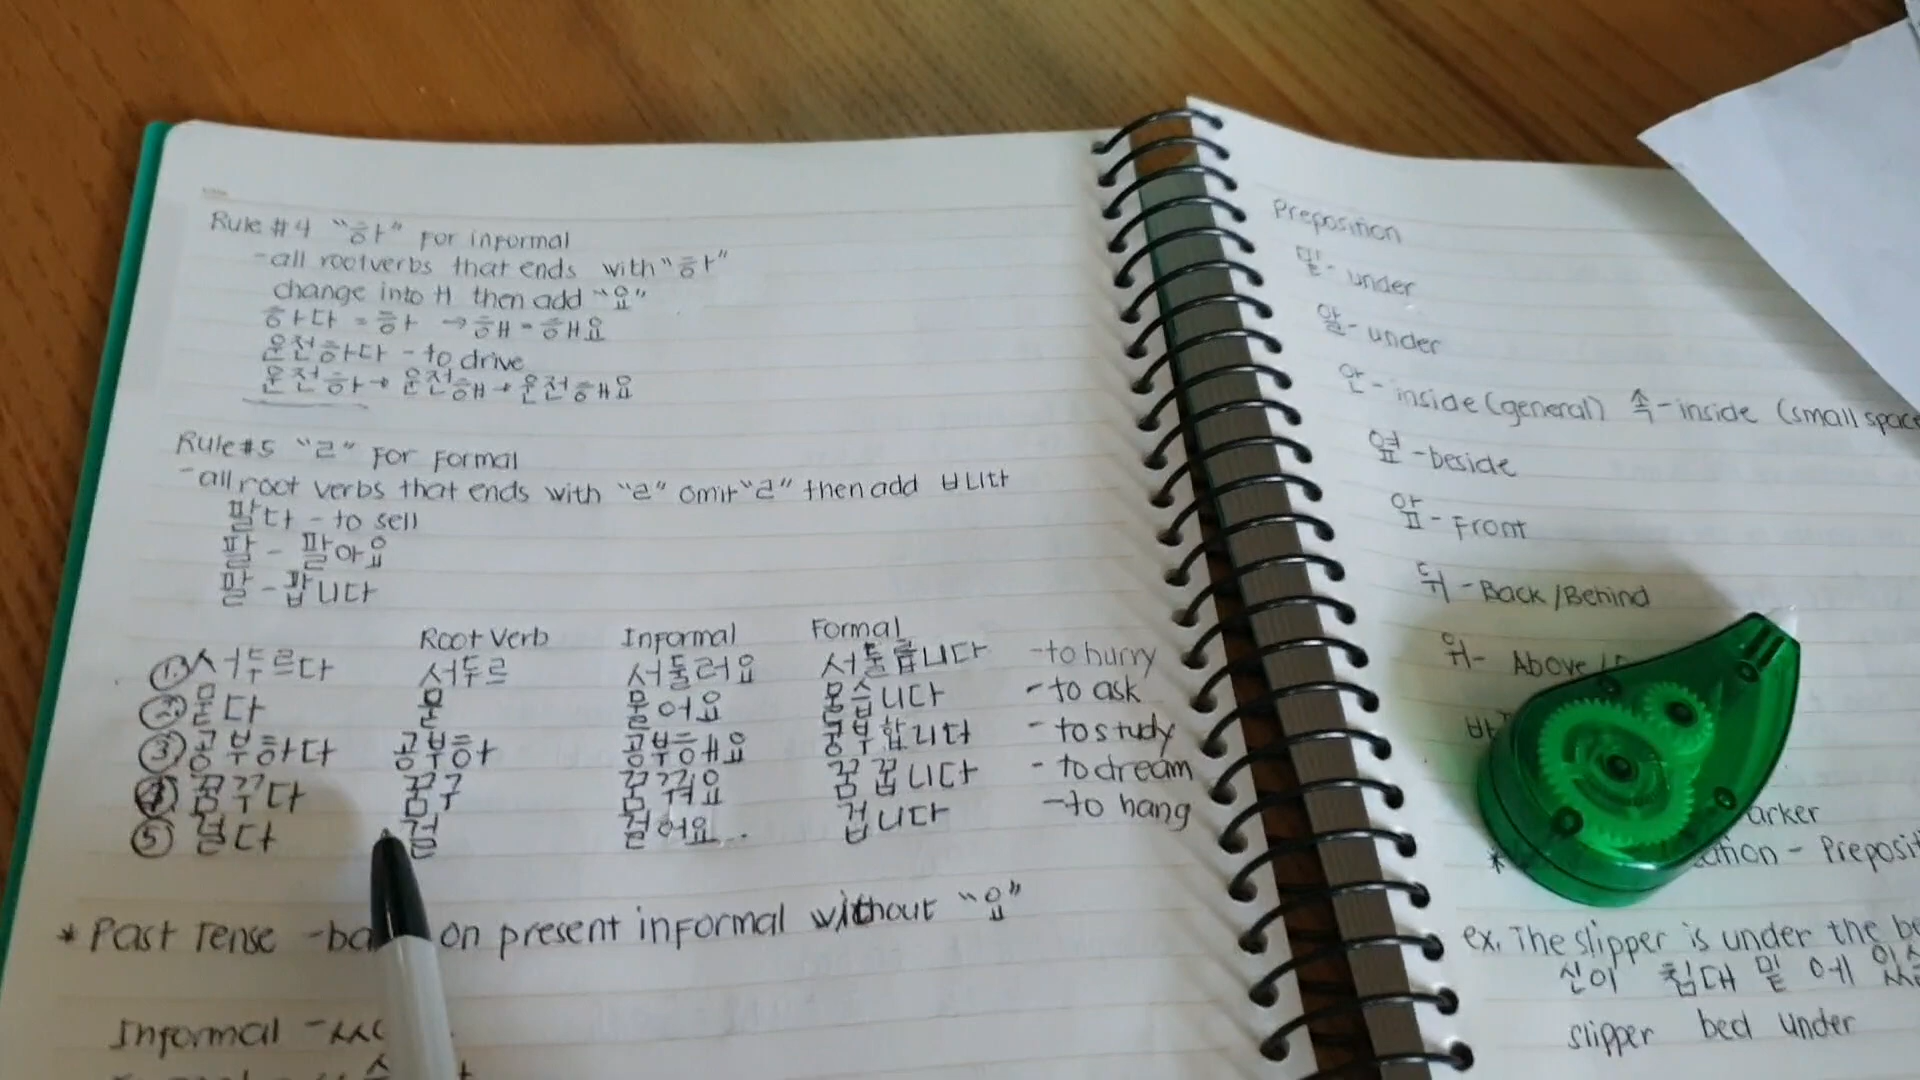 Rule #4 "하" For informal
-all rootverbs that ends with "하"
change into ㅐ then add "요"
하다 = 하 → 해 = 해요
운전하다 - to drive
운전하 → 운전해 → 운전해요
Rule #5 "ㄹ" For Formal
-all root verbs that ends with "ㄹ" omit "ㄹ" then add ㅂ니다
팔다 - to sell
팔 - 팔아요
팔 - 팝니다
Root Verb Informal Formal
① 서두르다 서두르 서둘러요 서둘릅니다 -to hurry
② 묻다 묻 물어요 묻습니다 - to ask
③ 공부하다 공부하 공부해요 공부합니다 - to study
④ 꿈꾸다 꿈구 꿈꿔요 꿈꿉니다 - to dream
⑤ 걸다 걸 걸어요 겁니다 -to hang
* Past Tense - on present informal without "요"
Informal -
Preposition
밑- under
알- under
안- inside (general) 속-inside (small space
옆 -beside
앞 - Front
뒤 - Back /Behind
위- Above /
arker
* - Preposi
ex. The slipper is under the
신이 침대 밑 에
slipper bed under